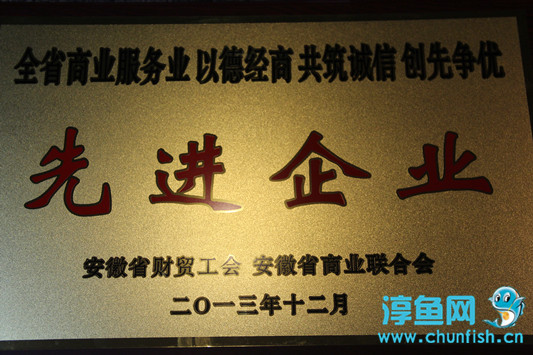 全省商业服务业 以德经商 共筑诚信 创先争优
先进企业
安徽省财贸工会 安徽省商业联合会
二〇一三年十二月
淳鱼网
www.chunfish.cn